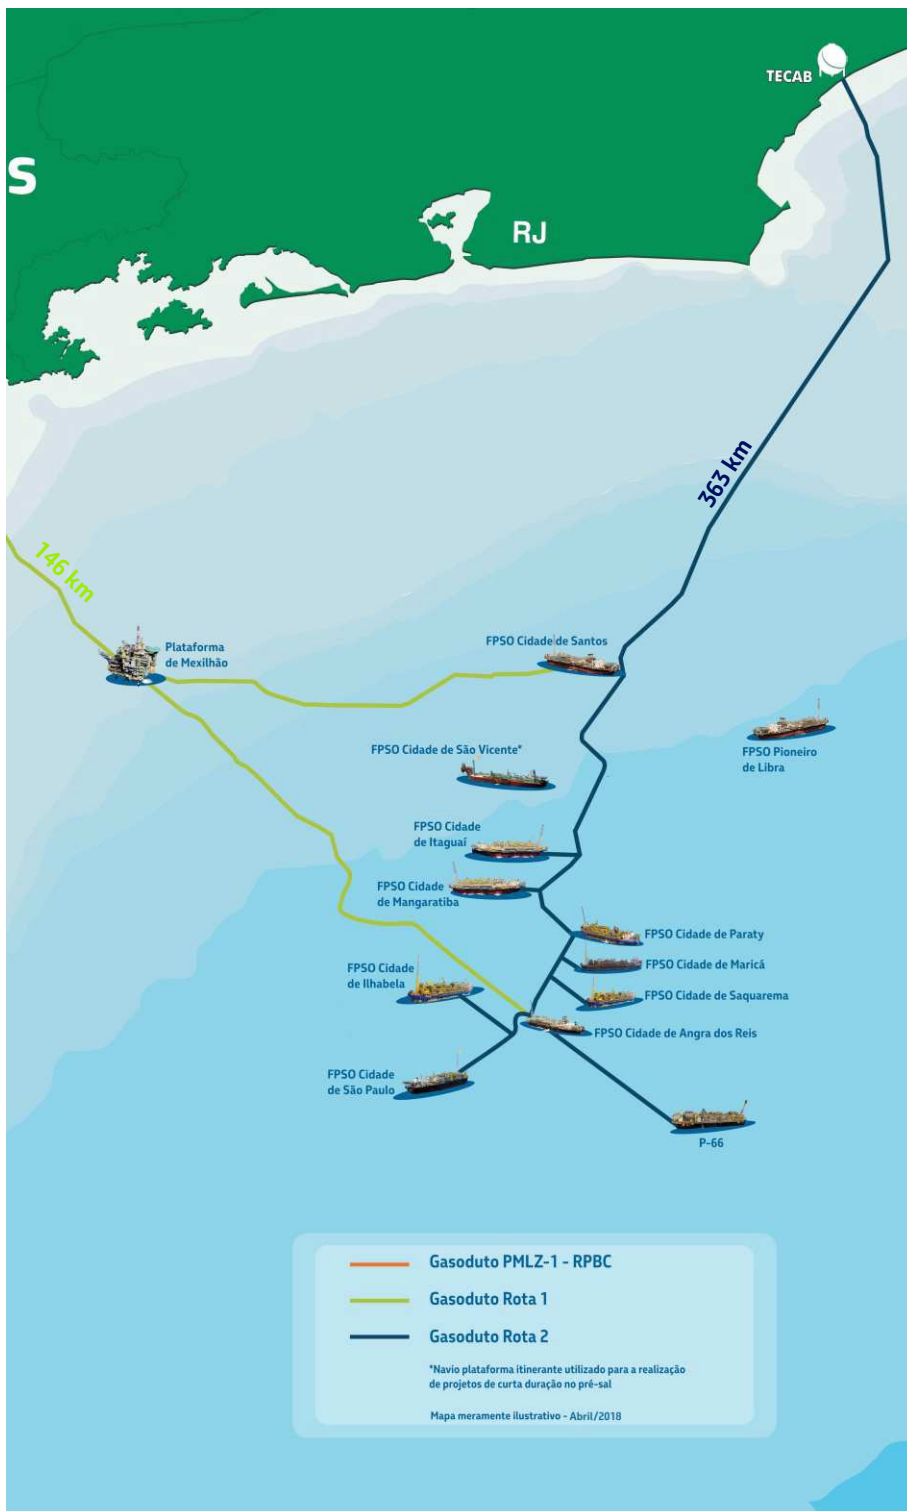 TECAB
S
RJ
363 km
146 km
Plataforma
de Mexilhão
FPSO Cidade de Santos
FPSO Cidade de São Vicente*
FPSO Pioneiro
de Libra
FPSO Cidade
de Itaguaí
FPSO Cidade
de Mangaratiba
FPSO Cidade de Paraty
FPSO Cidade de Maricá
FPSO Cidade
de Ilhabela
FPSO Cidade de Saquarema
FPSO Cidade de Angra dos Reis
FPSO Cidade
de São Paulo
P-66
Gasoduto PMLZ-1 - RPBC
Gasoduto Rota 1
Gasoduto Rota 2
*Navio plataforma itinerante utilizado para a realização
de projetos de curta duração no pré-sal
Mapa meramente ilustrativo - Abril/2018